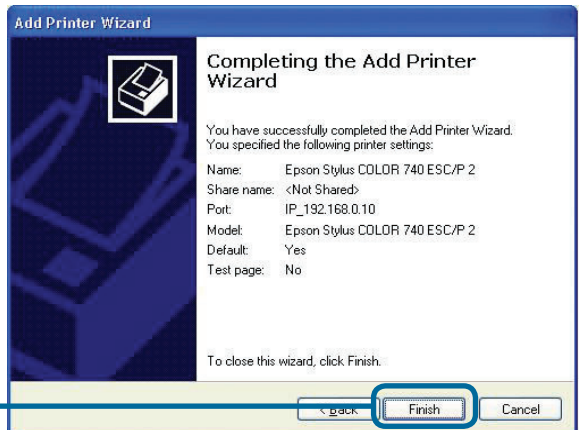 Add Printer Wizard
Completing the Add Printer
Wizard
You have successfully completed the Add Printer Wizard.
You specified the following printer settings:
Name: Epson Stylus COLOR 740 ESC/P 2
Share name: <Not Shared>
Port: IP_192.168.0.10
Model: Epson Stylus COLOR 740 ESC/P 2
Default: Yes
Test page: No
To close this wizard, click Finish.
< Back Finish Cancel